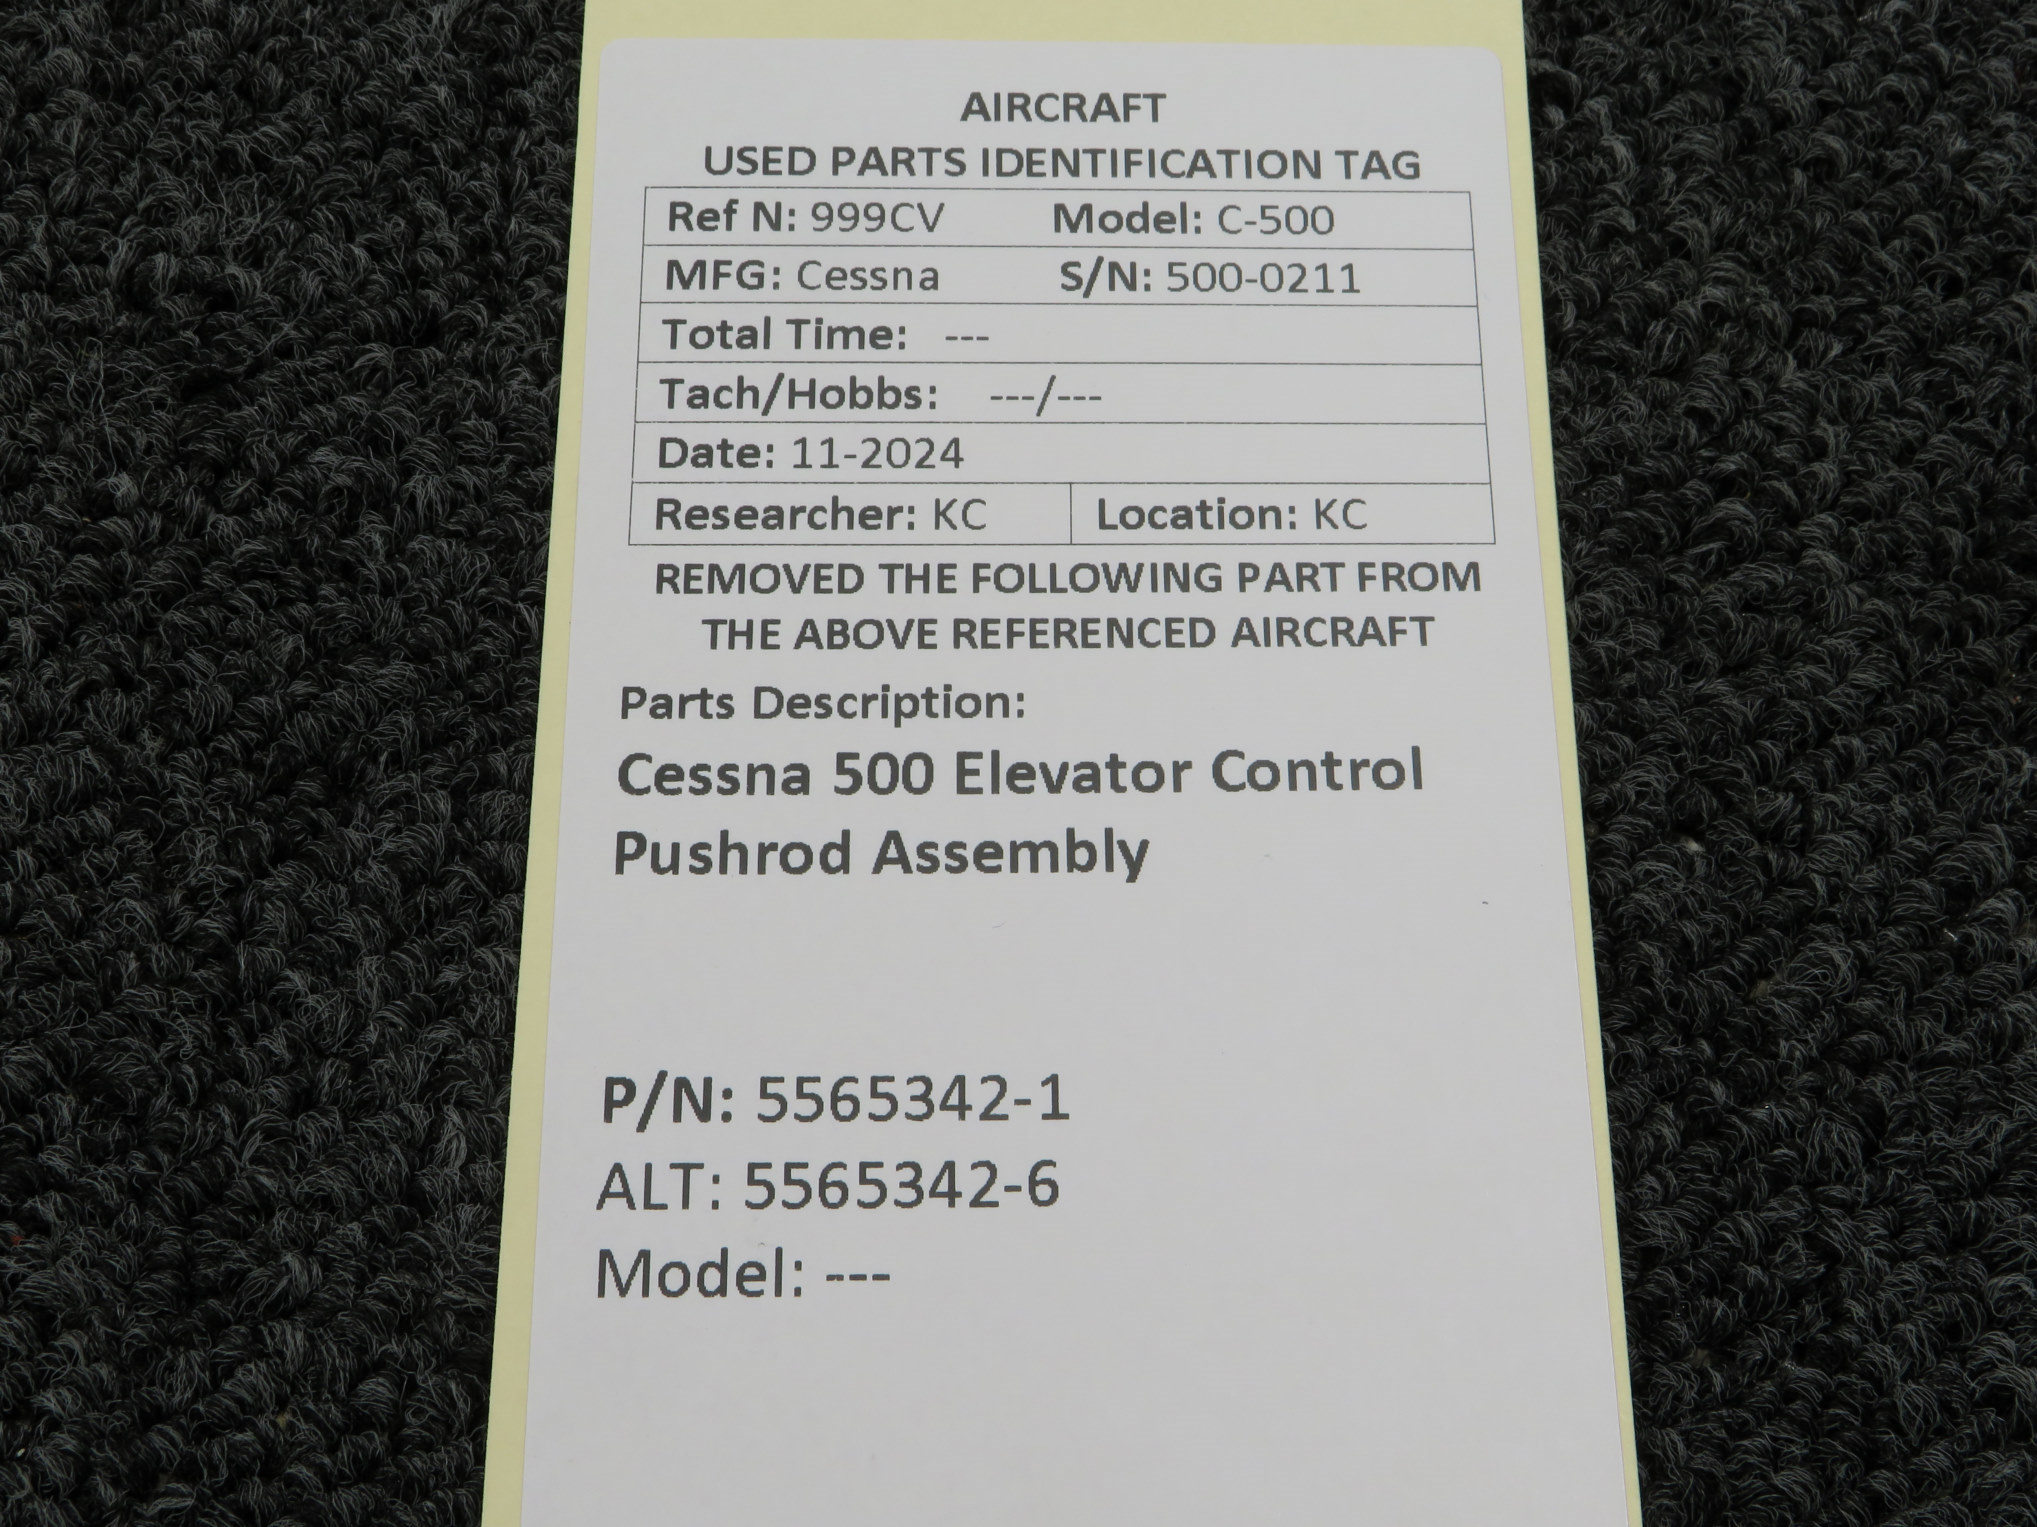 AIRCRAFT
USED PARTS IDENTIFICATION TAG
Ref N: 999CV Model: C-500
MFG: Cessna S/N: 500-0211
Total Time: ---
Tach/Hobbs: ---/---
Date: 11-2024
Researcher: KC Location: KC
REMOVED THE FOLLOWING PART FROM
THE ABOVE REFERENCED AIRCRAFT
Parts Description:
Cessna 500 Elevator Control
Pushrod Assembly
P/N: 5565342-1
ALT: 5565342-6
Model: ---